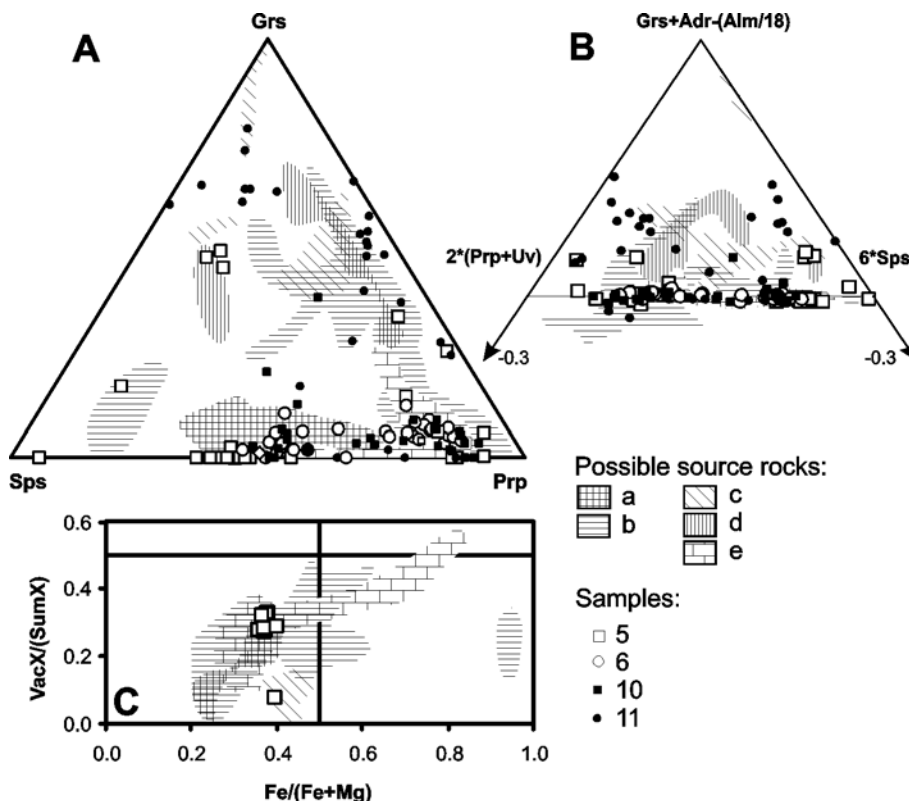 Grs
A
Sps
Prp
Grs+Adr-(Alm/18)
B
2*(Prp+Uv)
6*Sps
-0.3
-0.3
0.6
0.4
0.2
0.0
VacX/(SumX)
C
0.0
0.2
0.4
0.6
0.8
1.0
Fe/(Fe+Mg)
Possible source rocks:
a
c
b
d
e
Samples:
5
6
10
11